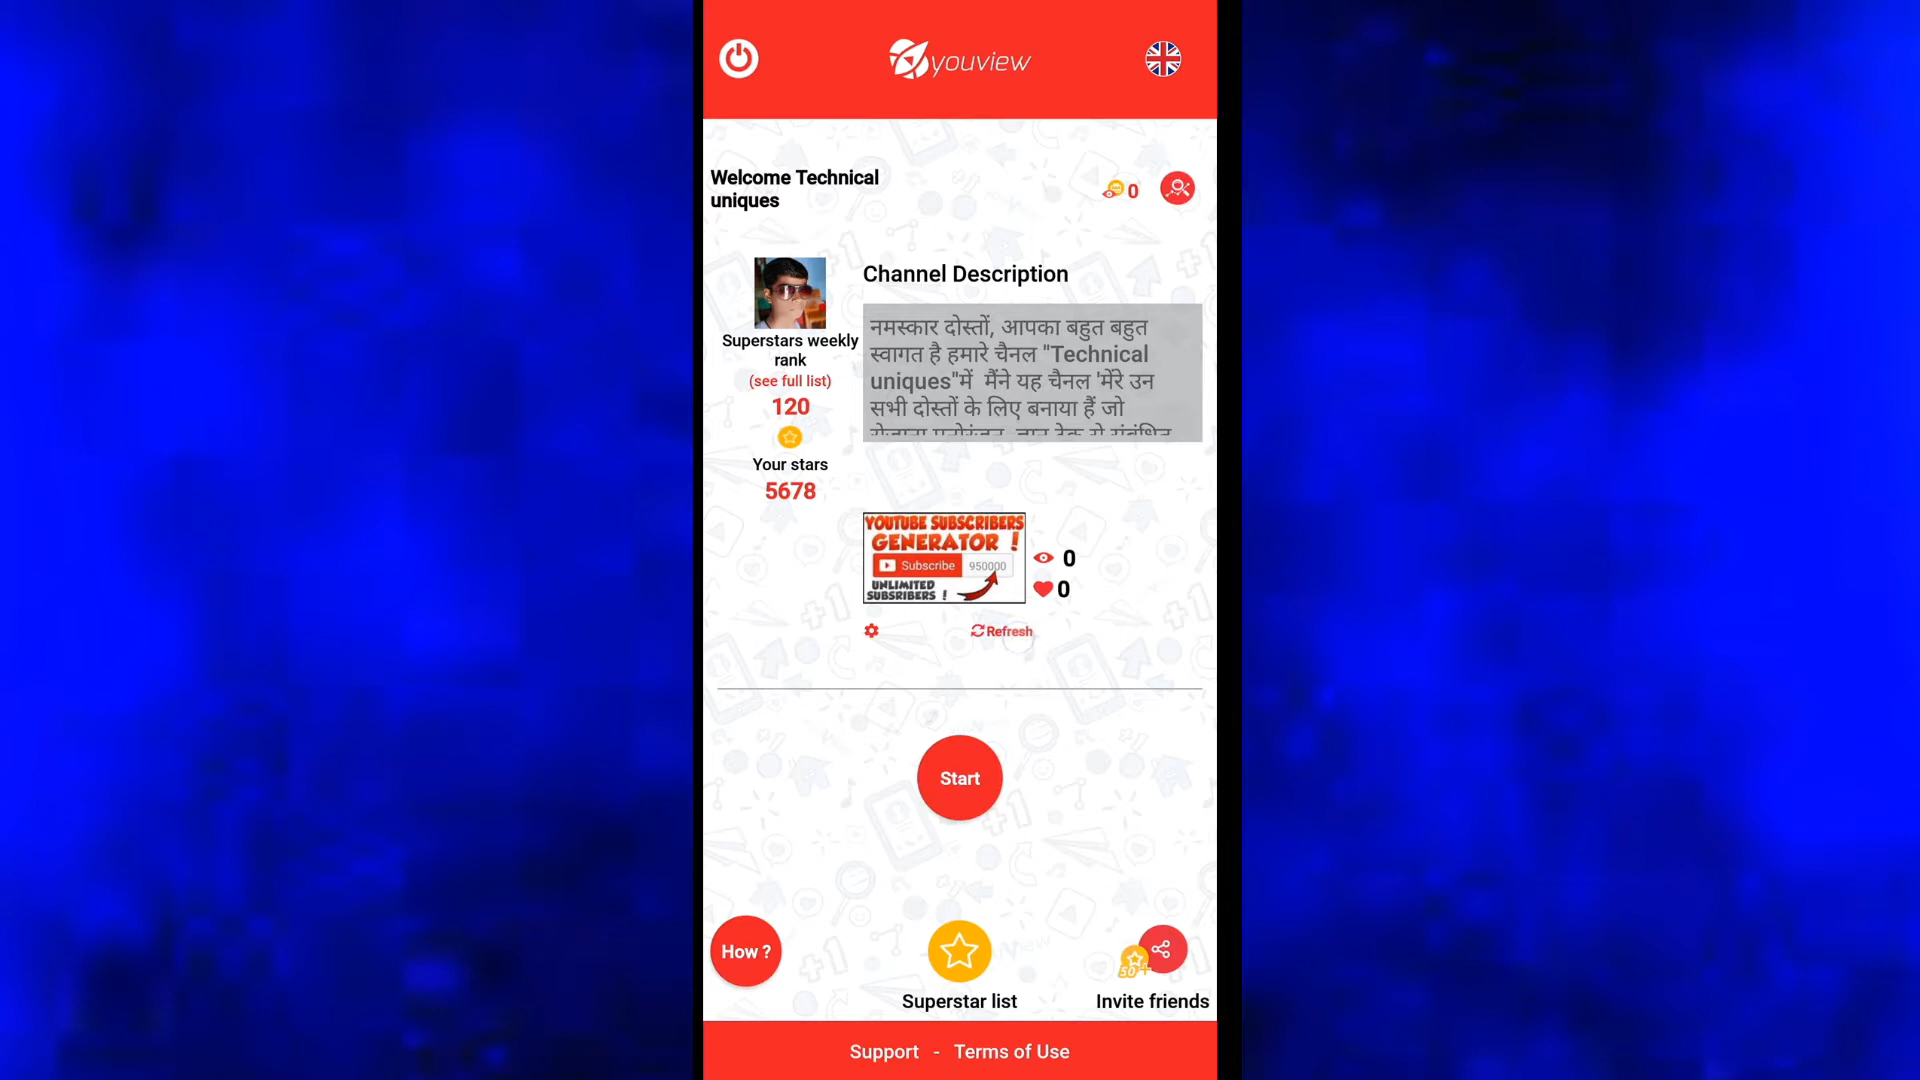 youview
Welcome Technical
uniques
0
Channel Description
नमस्कार दोस्तों, आपका बहुत बहुत
स्वागत है हमारे चैनल "Technical
uniques"में मैंने यह चैनल 'मेंरे उन
सभी दोस्तों के लिए बनाया हैं जो
Superstars weekly
rank
(see full list)
120
Your stars
5678
YOUTUBE SUBSCRIBERS
GENERATOR !
Subscribe 950000
UNLIMITED
SUBSRIBERS !
0
0
Refresh
Start
How ?
50+
Superstar list
Invite friends
Support - Terms of Use